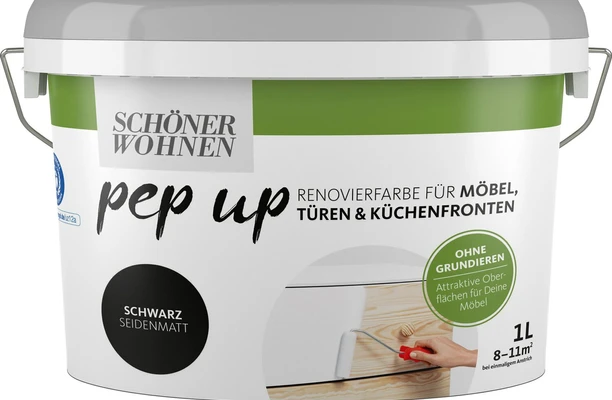 SCHÖNER
WOHNEN
pep up
RENOVIERFARBE FÜR MÖBEL,
TÜREN & KÜCHENFRONTEN
OHNE
GRUNDIEREN
Attraktive Ober-
flächen für Deine
Möbel
SCHWARZ
SEIDENMATT
1L
8–11m²
bei einmaligem Anstrich